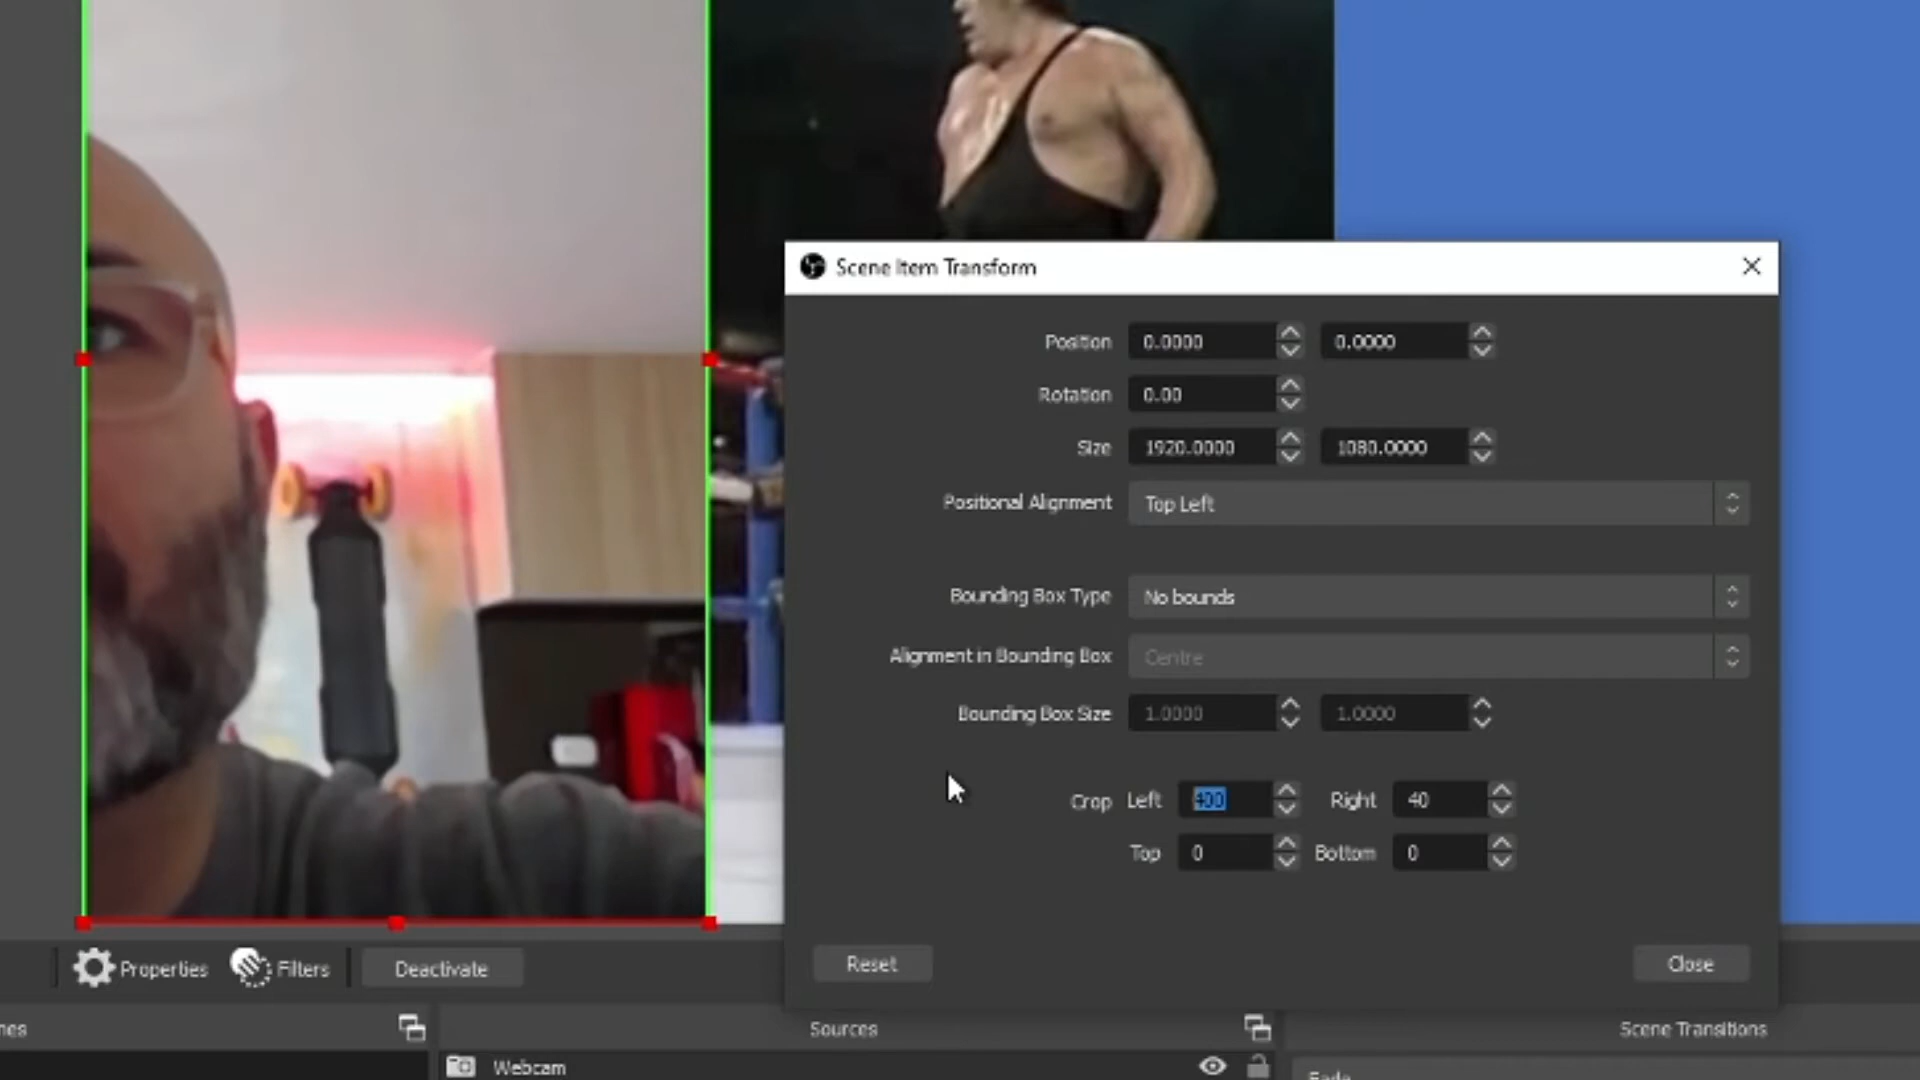 Scene Item Transform
Position 0.0000 0.0000
Rotation 0.00
Size 1920.0000 1080.0000
Positional Alignment Top Left
Bounding Box Type No bounds
Alignment in Bounding Box Centre
Bounding Box Size 1.0000 1.0000
Crop Left 400 Right 40
Top 0 Bottom 0
Reset Close
Properties Filters Deactivate
nes Sources Scene Transitions
Webcam
Fade